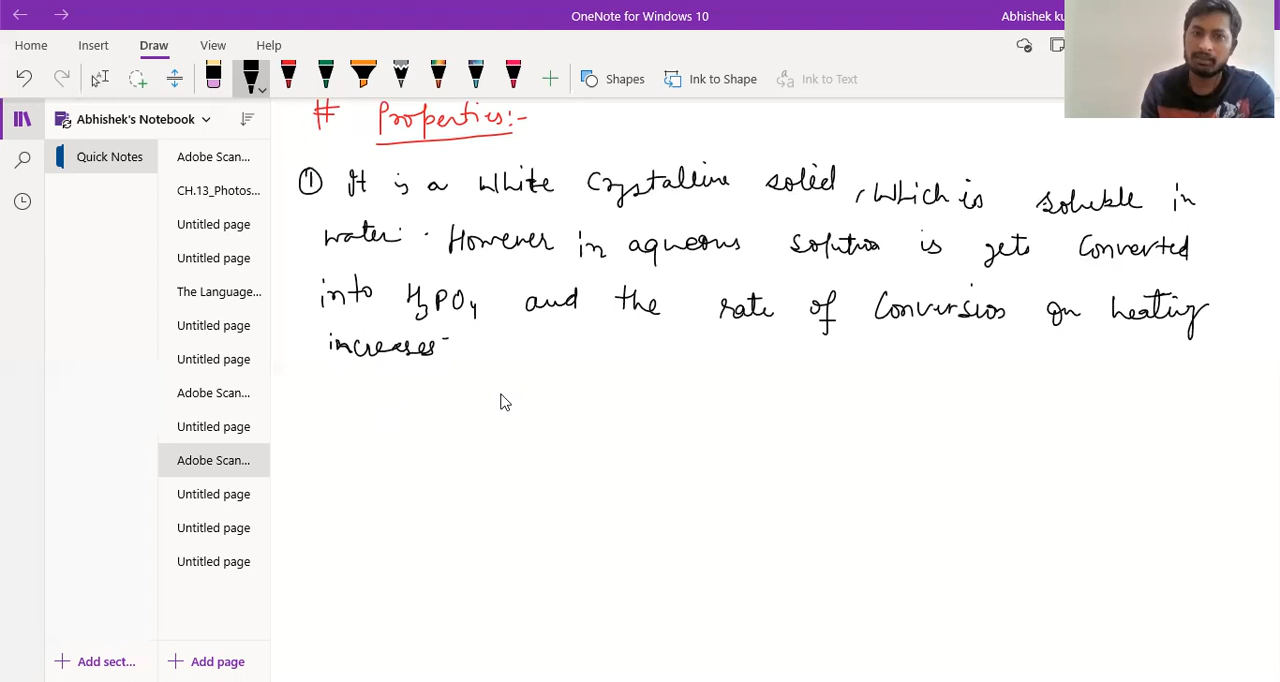 OneNote for Windows 10
Abhishek ku
Home Insert Draw View Help
Shapes Ink to Shape Ink to Text
Abhishek's Notebook
Quick Notes
Adobe Scan...
CH.13_Photos...
Untitled page
Untitled page
The Language...
Untitled page
Untitled page
Adobe Scan...
Untitled page
Adobe Scan...
Untitled page
Untitled page
Untitled page
Add sect...
Add page
# Properties:-
① It is a white crystalline solid, which is soluble in
water. However in aqueous solution is gets converted
into H3PO4 and the rate of conversion on heating
increases